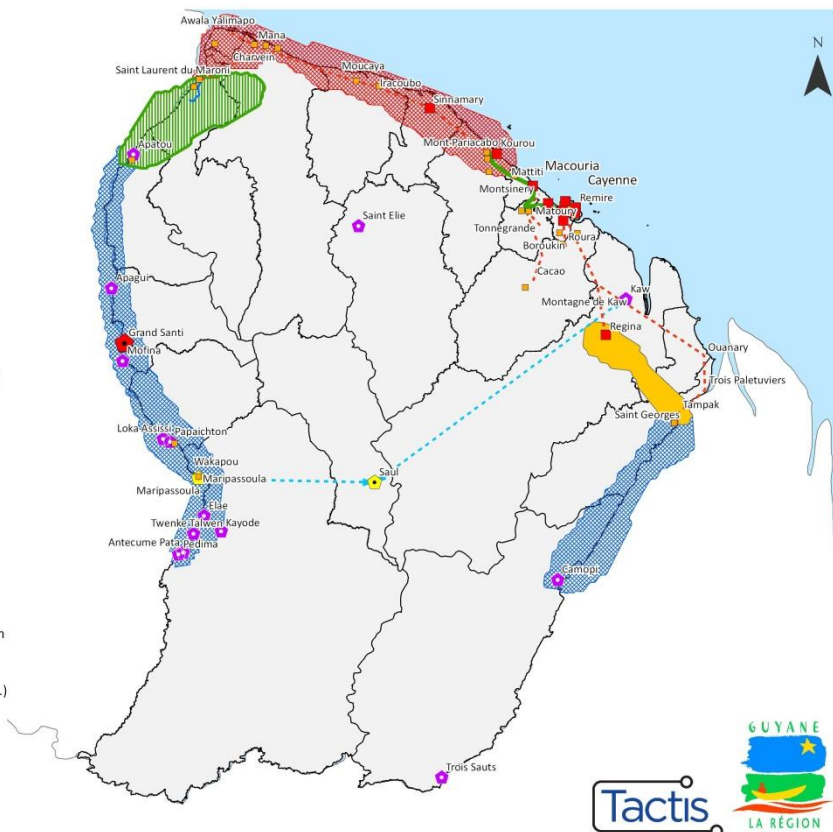 Awala Yalimapo
Mana
Charvein
N
Saint Laurent du Maroni
Moucaya
Iracoubo
Sinnamary
Apatou
Mont-Pariacabo
Kourou
Mattiti
Macouria
Montsinery
Cayenne
Remire
Saint Elie
Tonnegrande
Matoury
Roura
Boroukin
Cacao
Apagui
Kaw
Montagne de Kaw
Grand Santi
Regina
Mofina
Ouanary
Trois Paletuviers
Tampak
Saint Georges
Loka Assissi
Papaichton
Wakapou
Maripassoula
Maripassoula
Saul
Elae
Twenke
Talwen
Kayode
Antecume Pata
Pedima
Camopi
Trois Sauts
Tactis
GUYANE
LA RÉGION